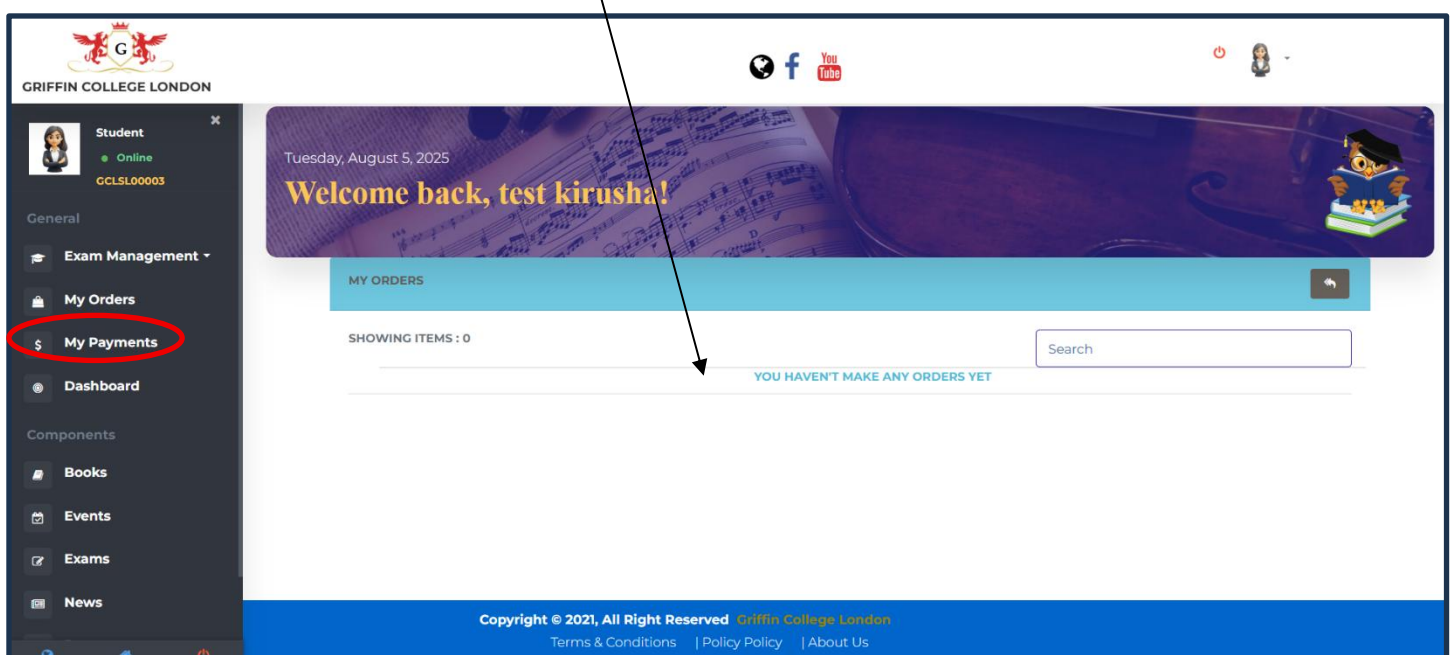 G
GRIFFIN COLLEGE LONDON
You
Tube
Student
Online
GCLSL00003
General
Exam Management
My Orders
My Payments
Dashboard
Components
Books
Events
Exams
News
Tuesday, August 5, 2025
Welcome back, test kirusha!
MY ORDERS
SHOWING ITEMS : 0
Search
YOU HAVEN'T MAKE ANY ORDERS YET
Copyright © 2021, All Right Reserved Griffin College London
Terms & Conditions | Policy Policy | About Us